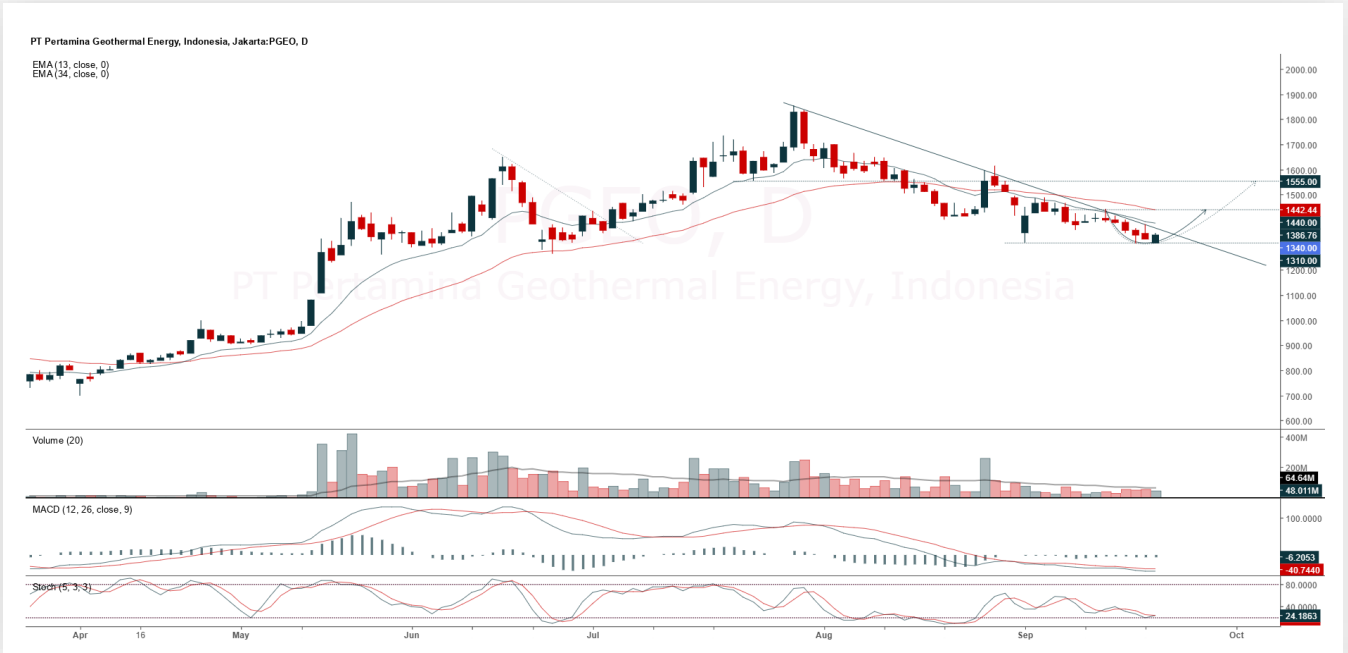 PT Pertamina Geothermal Energy, Indonesia, Jakarta:PGEO, D
EMA (13, close, 0)
EMA (34, close, 0)
PGEO, D
PT Pertamina Geothermal Energy, Indonesia
2000.00
1900.00
1800.00
1700.00
1600.00
1555.00
1500.00
1442.44
1440.00
1386.76
1340.00
1310.00
1200.00
1100.00
1000.00
900.00
800.00
700.00
600.00
Volume (20)
400M
200M
64.64M
48.011M
MACD (12, 26, close, 9)
100.0000
-6.2053
-40.7440
Stoch (5, 3, 3)
80.0000
40.0000
24.1863
Apr 16 May Jun Jul Aug Sep Oct